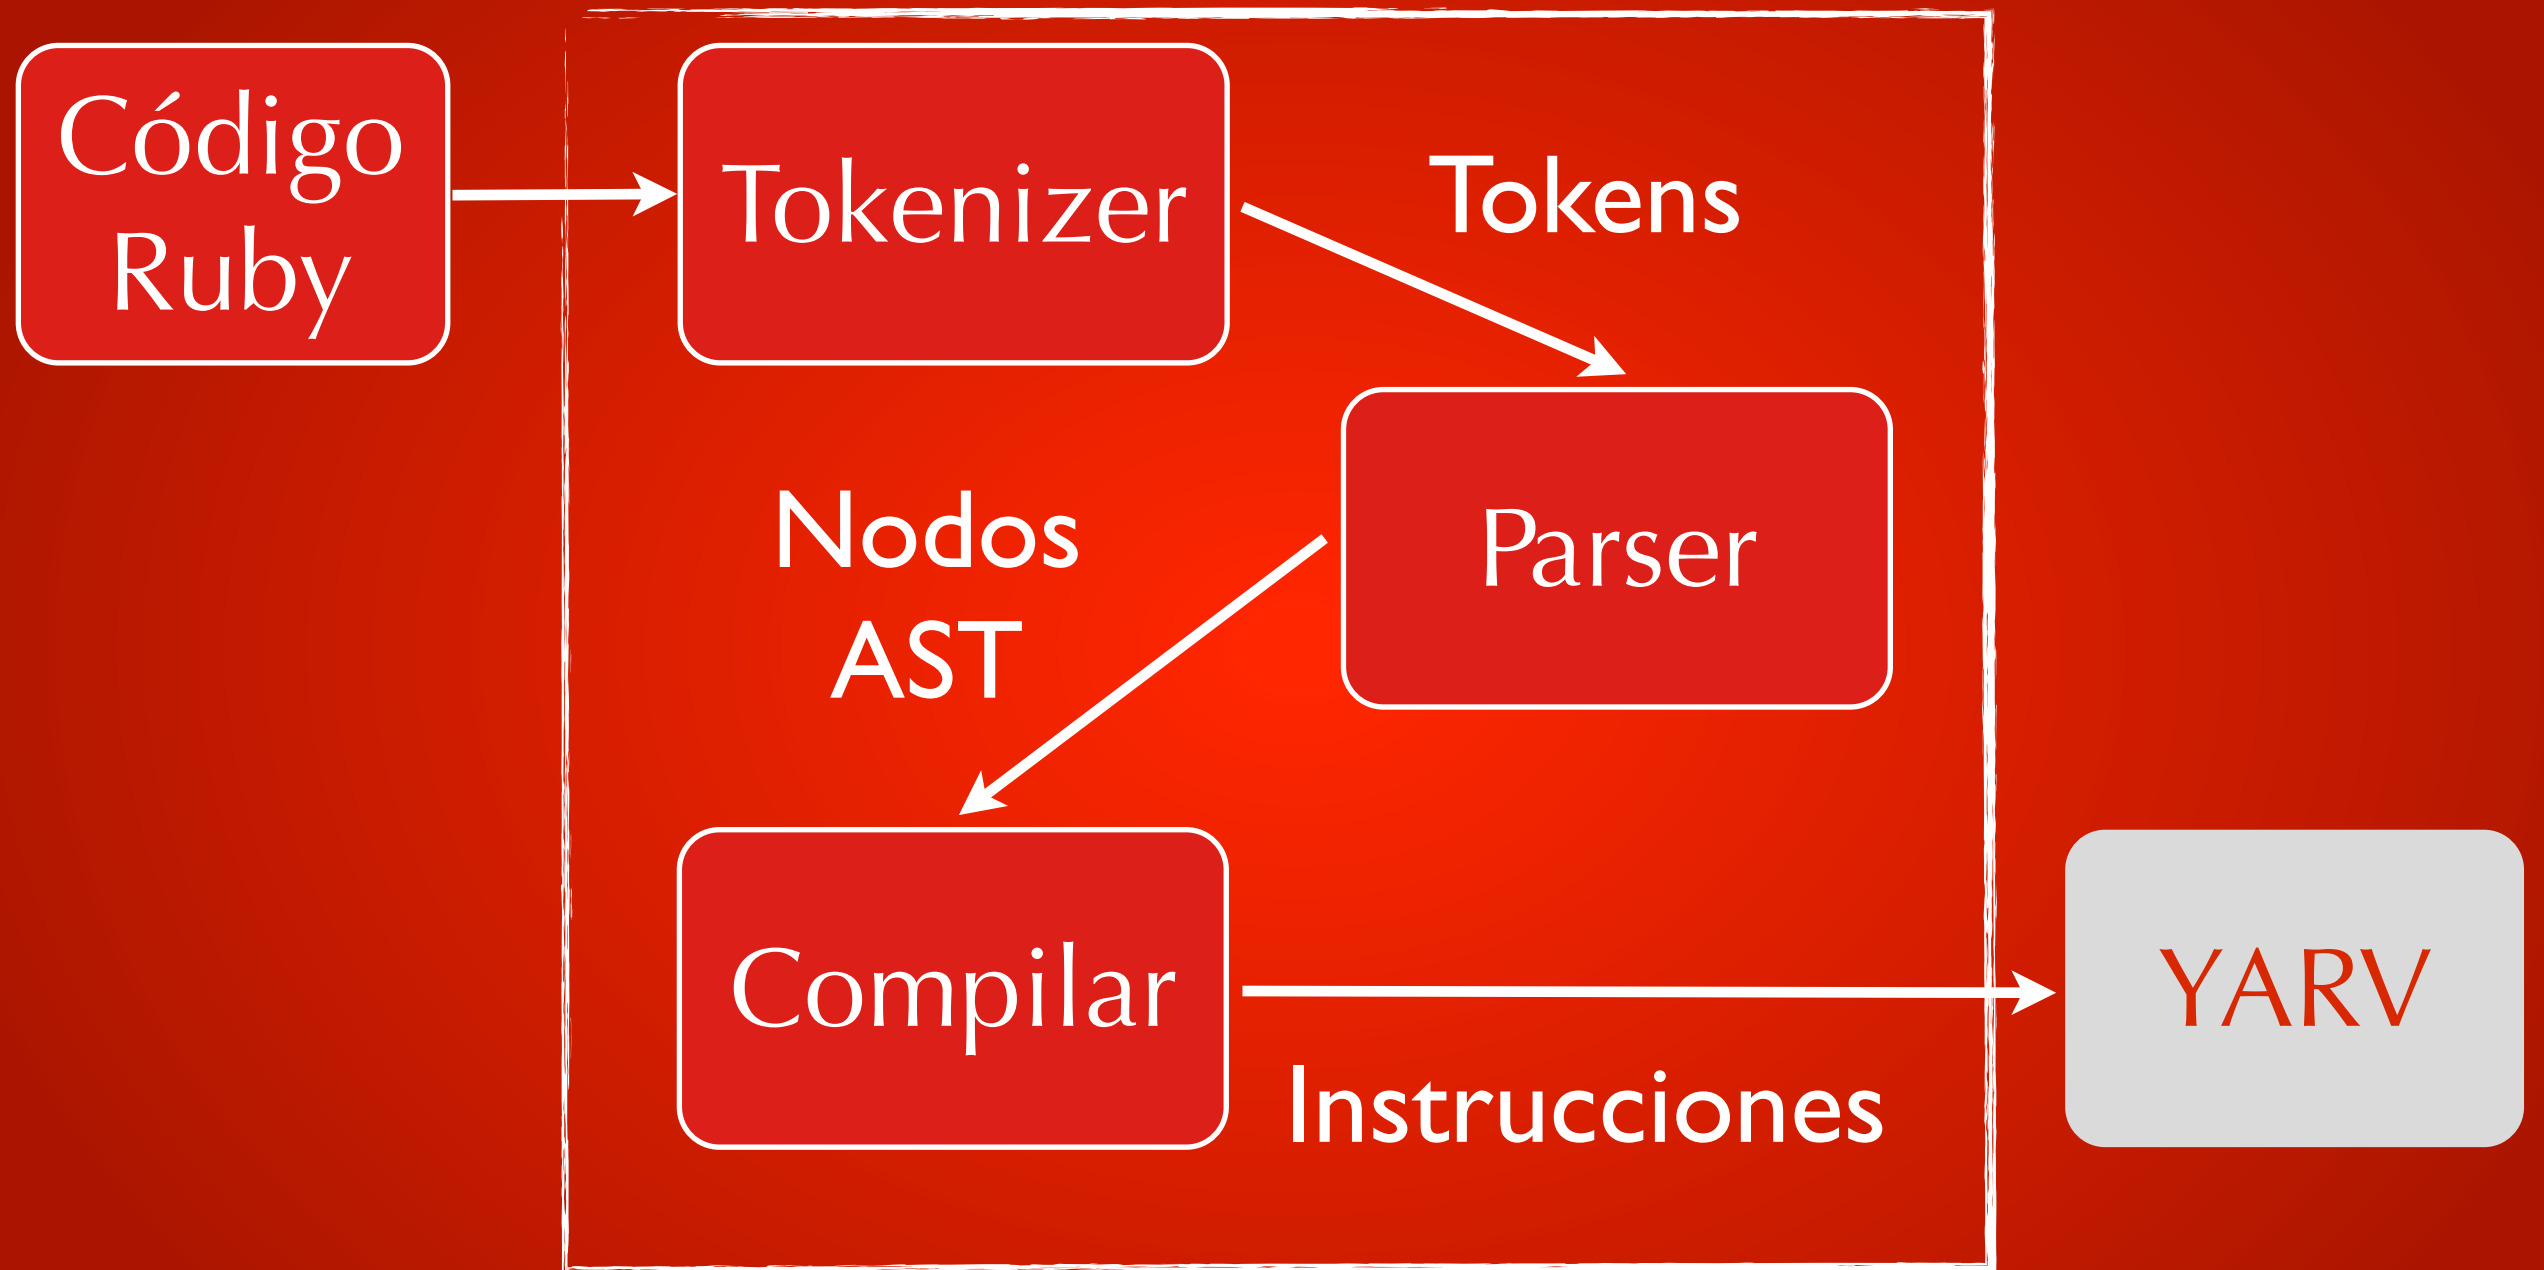 Código
Ruby
Tokenizer
Tokens
Parser
Nodos
AST
Compilar
Instrucciones
YARV